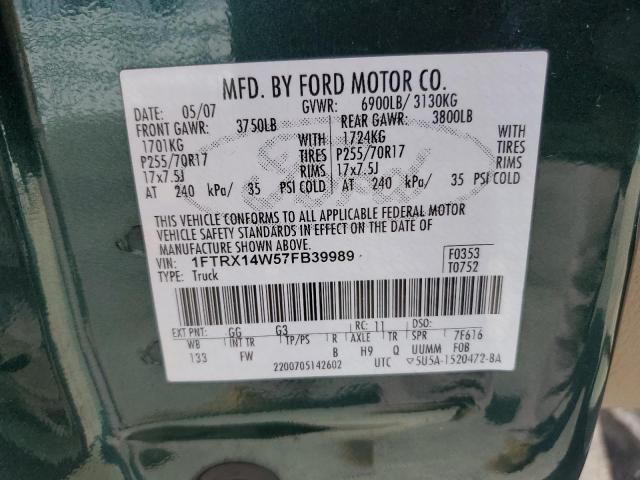 MFD. BY FORD MOTOR CO.
DATE: 05/07 GVWR: 6900LB/ 3130KG
FRONT GAWR: 3750LB REAR GAWR: 3800LB
1701KG WITH 1724KG WITH
P255/70R17 TIRES P255/70R17 TIRES
17x7.5J RIMS 17x7.5J RIMS
AT 240 kPa/ 35 PSI COLD AT 240 kPa/ 35 PSI COLD
THIS VEHICLE CONFORMS TO ALL APPLICABLE FEDERAL MOTOR
VEHICLE SAFETY STANDARDS IN EFFECT ON THE DATE OF
MANUFACTURE SHOWN ABOVE.
VIN: 1FTRX14W57FB39989 F0353
TYPE: Truck T0752
EXT PNT: GG G3 RC: 11 DSO:
WB INT TR TP/PS R AXLE TR SPR 7F616
133 FW B H9 Q UUMM FOB
2200705142602 UTC 5U5A-1520472-BA
Ford